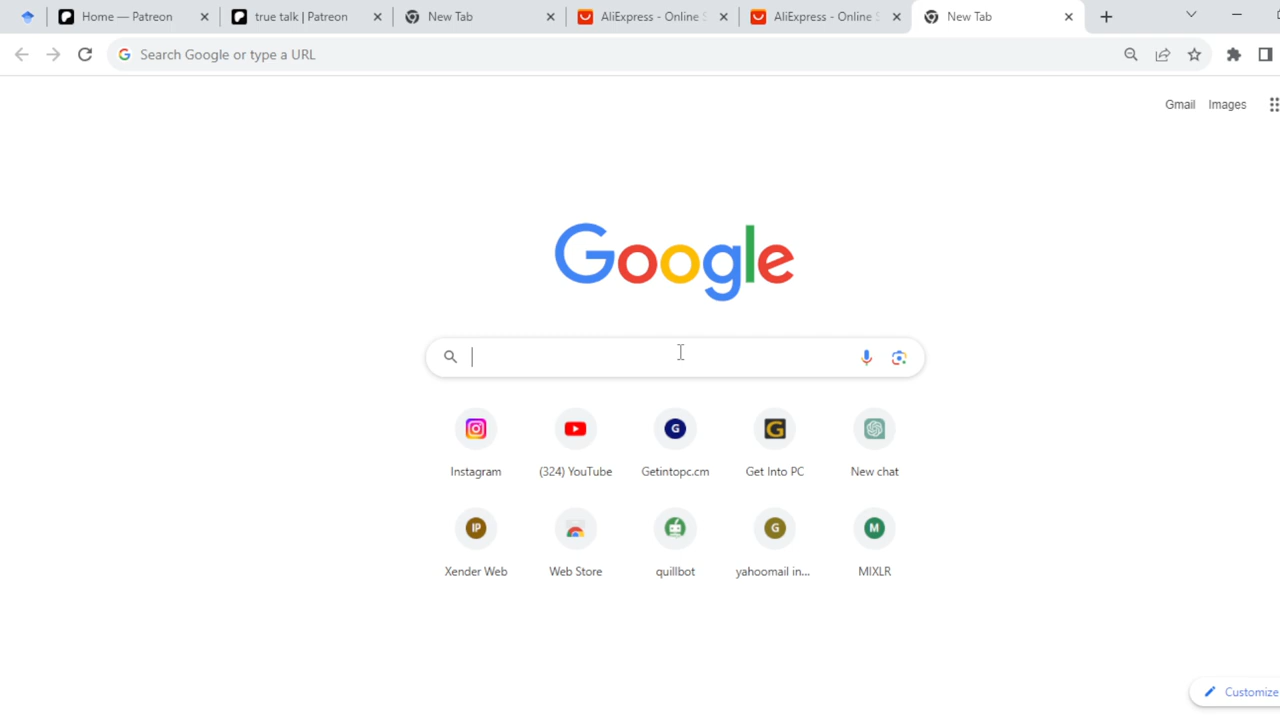 Home — Patreon
true talk | Patreon
New Tab
AliExpress - Online S
AliExpress - Online S
New Tab
Search Google or type a URL
Gmail Images
Google
Instagram
(324) YouTube
Getintopc.cm
Get Into PC
New chat
IP
G
M
Xender Web
Web Store
quillbot
yahoomail in...
MIXLR
Customize